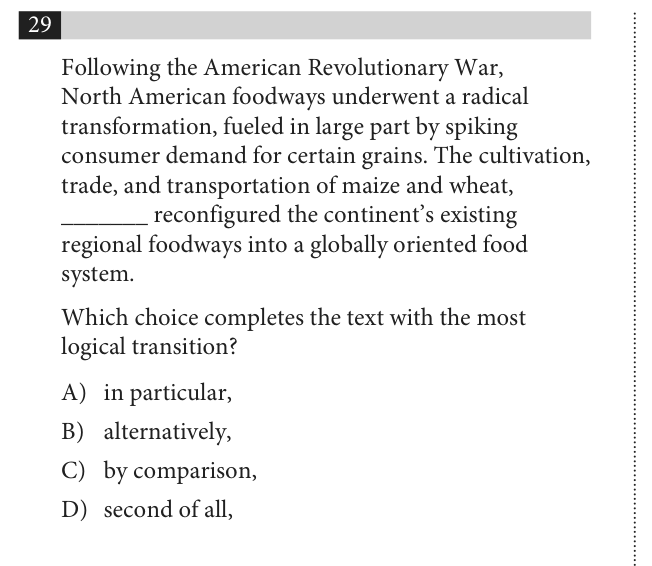 29
Following the American Revolutionary War,
North American foodways underwent a radical
transformation, fueled in large part by spiking
consumer demand for certain grains. The cultivation,
trade, and transportation of maize and wheat,
_______ reconfigured the continent’s existing
regional foodways into a globally oriented food
system.
Which choice completes the text with the most
logical transition?
A) in particular,
B) alternatively,
C) by comparison,
D) second of all,